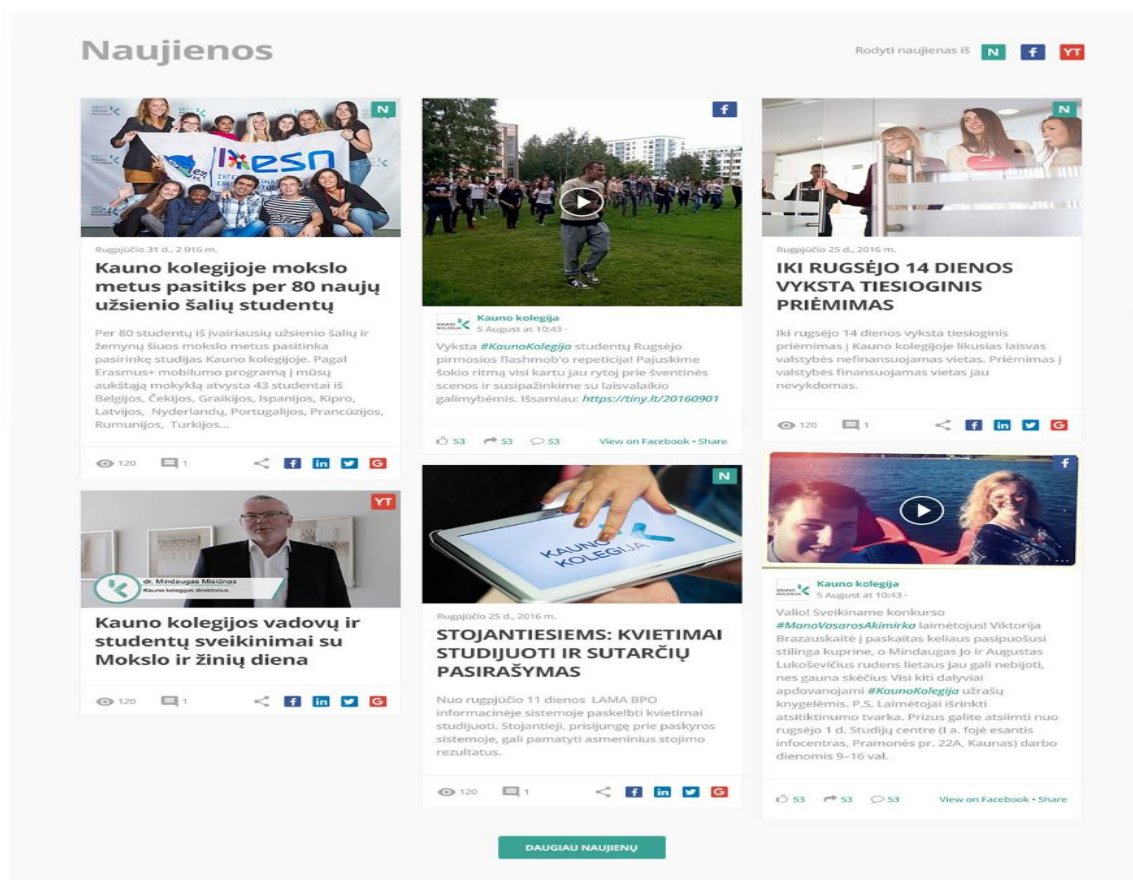 Naujienos
Rodyti naujienas iš N f YT
N
esn
Rugpjūčio 31 d., 2 016 m.
Kauno kolegijoje mokslo
metus pasitiks per 80 naujų
užsienio šalių studentų
Per 80 studentų iš įvairiausių užsienio šalių ir
žemynų šiuos mokslo metus pasitinka
pasirinkę studijas Kauno kolegijoje. Pagal
Erasmus+ mobilumo programą į mūsų
aukštąją mokyklą atvysta 43 studentai iš
Belgijos, Čekijos, Graikijos, Ispanijos, Kipro,
Latvijos, Nyderlandų, Portugalijos, Prancūzijos,
Rumunijos, Turkijos...
120 1 f in G
YT
dr. Mindaugas Misiūnas
Kauno kolegijos direktorius
Kauno kolegijos vadovų ir
studentų sveikinimai su
Mokslo ir žinių diena
120 1 f in G
f
Kauno kolegija
5 August at 10:43 ·
Vyksta #KaunoKolegija studentų Rugsėjo
pirmosios flashmob'o repeticija! Pajuskime
šokio ritmą visi kartu jau rytoj prie šventinės
scenos ir susipažinkime su laisvalaikio
galimybėmis. Išsamiau: https://tiny.lt/20160901
53 53 53 View on Facebook • Share
N
KAUNO
KOLEGIJA
Rugpjūčio 25 d., 2016 m.
STOJANTIESIEMS: KVIETIMAI
STUDIJUOTI IR SUTARČIŲ
PASIRAŠYMAS
Nuo rugpjūčio 11 dienos LAMA BPO
informacinėje sistemoje paskelbti kvietimai
studijuoti. Stojantieji, prisijungę prie paskyros
sistemoje, gali pamatyti asmeninius stojimo
rezultatus.
120 1 f in G
N
Rugpjūčio 25 d., 2016 m.
IKI RUGSĖJO 14 DIENOS
VYKSTA TIESIOGINIS
PRIĖMIMAS
Iki rugsėjo 14 dienos vyksta tiesioginis
priėmimas į Kauno kolegijoje likusias laisvas
valstybės nefinansuojamas vietas. Priėmimas į
valstybės finansuojamas vietas jau
nevykdomas.
120 1 f in G
f
Kauno kolegija
5 August at 10:43 ·
Valio! Sveikiname konkurso
#ManoVasarosAkimirka laimėtojus! Viktorija
Brazauskaitė į paskaitas keliaus pasipuošusi
stilinga kuprine, o Mindaugas Jo ir Augustas
Lukoševičius rudens lietaus jau gali nebijoti,
nes gauna skėčius Visi kiti dalyviai
apdovanojami #KaunoKolegija užrašų
knygelėmis. P.S. Laimėtojai išrinkti
atsitiktinumo tvarka. Prizus galite atsiimti nuo
rugsėjo 1 d. Studijų centre (I a. fojė esantis
infocentras, Pramonės pr. 22A, Kaunas) darbo
dienomis 9–16 val.
53 53 53 View on Facebook • Share
DAUGIAU NAUJIENŲ